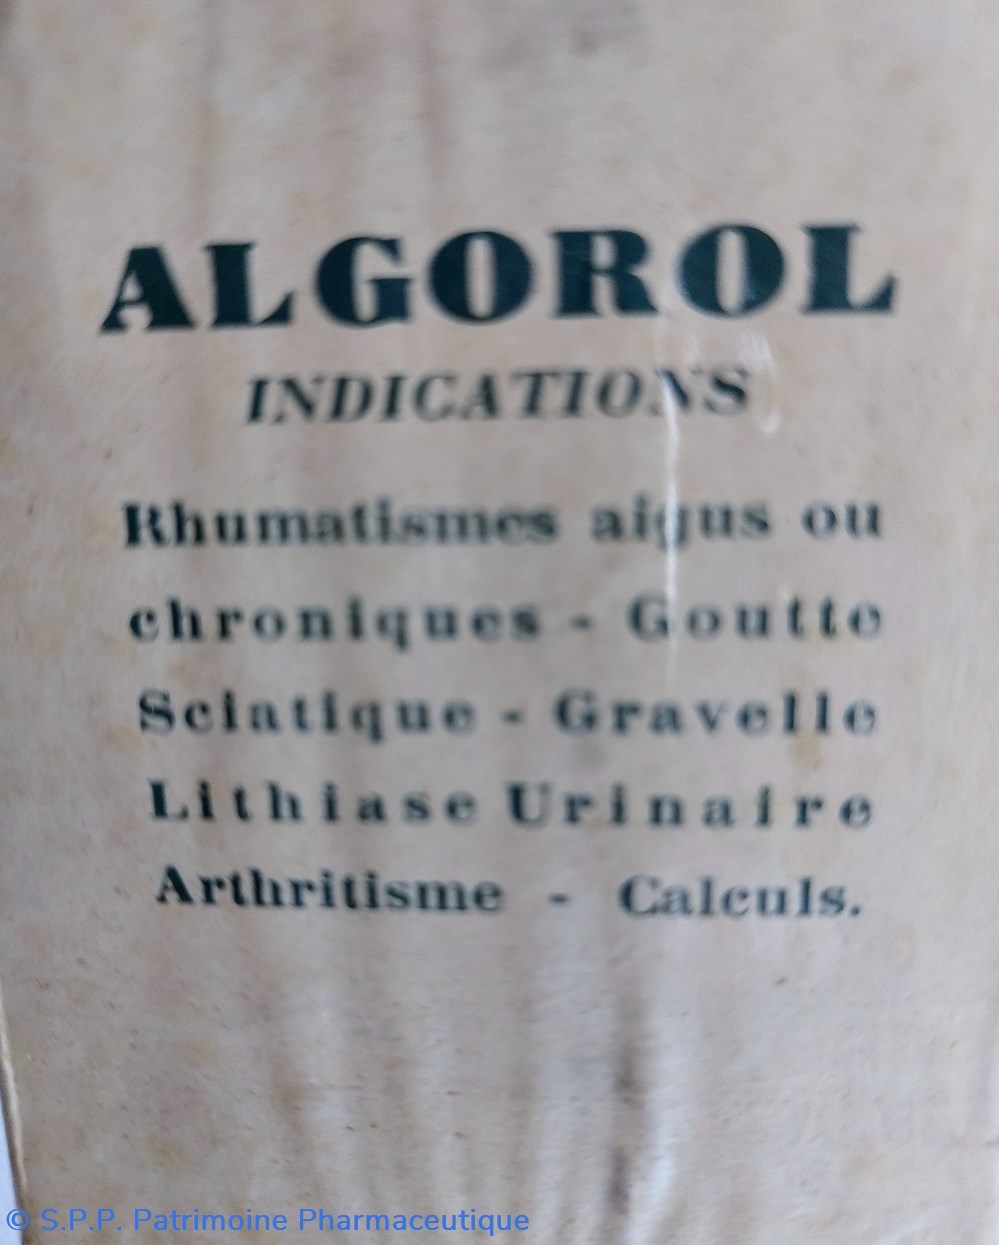 ALGOROL
INDICATIONS
Rhumatismes aigus ou
chroniques - Goutte
Sciatique - Gravelle
Lithiase Urinaire
Arthritisme - Calculs.
© S.P.P. Patrimoine Pharmaceutique